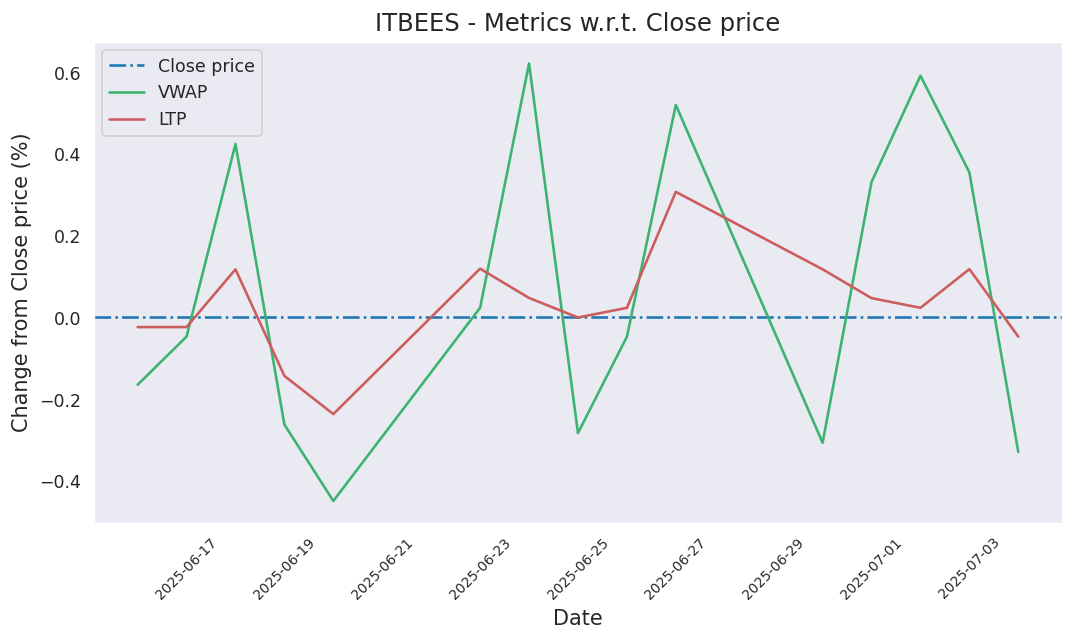 ITBEES - Metrics w.r.t. Close price
Close price
VWAP
LTP
Change from Close price (%)
0.6
0.4
0.2
0.0
−0.2
−0.4
2025-06-17
2025-06-19
2025-06-21
2025-06-23
2025-06-25
2025-06-27
2025-06-29
2025-07-01
2025-07-03
Date